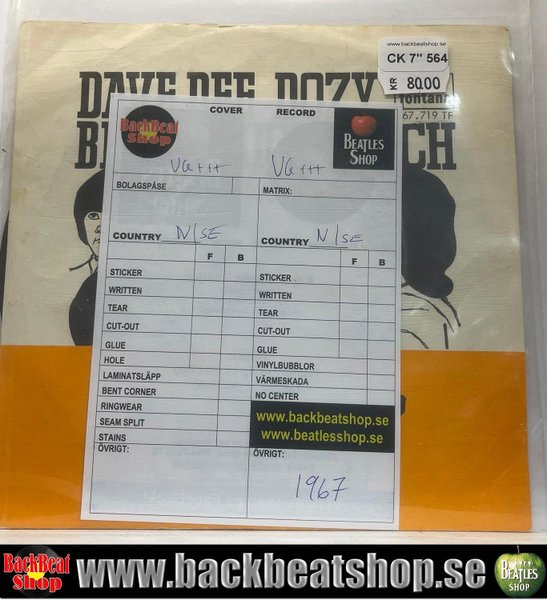 www.backbeatshop.se
CK 7" 564
KR 80.00
DAVE DEE, DOZY
fontana
67.719 TF
CH
COVER RECORD
BackBeat Shop
BEATLES SHOP
VG+++ VG+++
BOLAGSPÅSE MATRIX:
COUNTRY N/SE COUNTRY N/SE
F B F B
STICKER STICKER
WRITTEN WRITTEN
TEAR TEAR
CUT-OUT CUT-OUT
GLUE GLUE
HOLE VINYLBUBBLOR
LAMINATSLÄPP VÄRMESKADA
BENT CORNER NO CENTER
RINGWEAR
SEAM SPLIT
STAINS
www.backbeatshop.se
www.beatlesshop.se
ÖVRIGT: ÖVRIGT:
1967
BackBeat Shop www.backbeatshop.se BEATLES SHOP